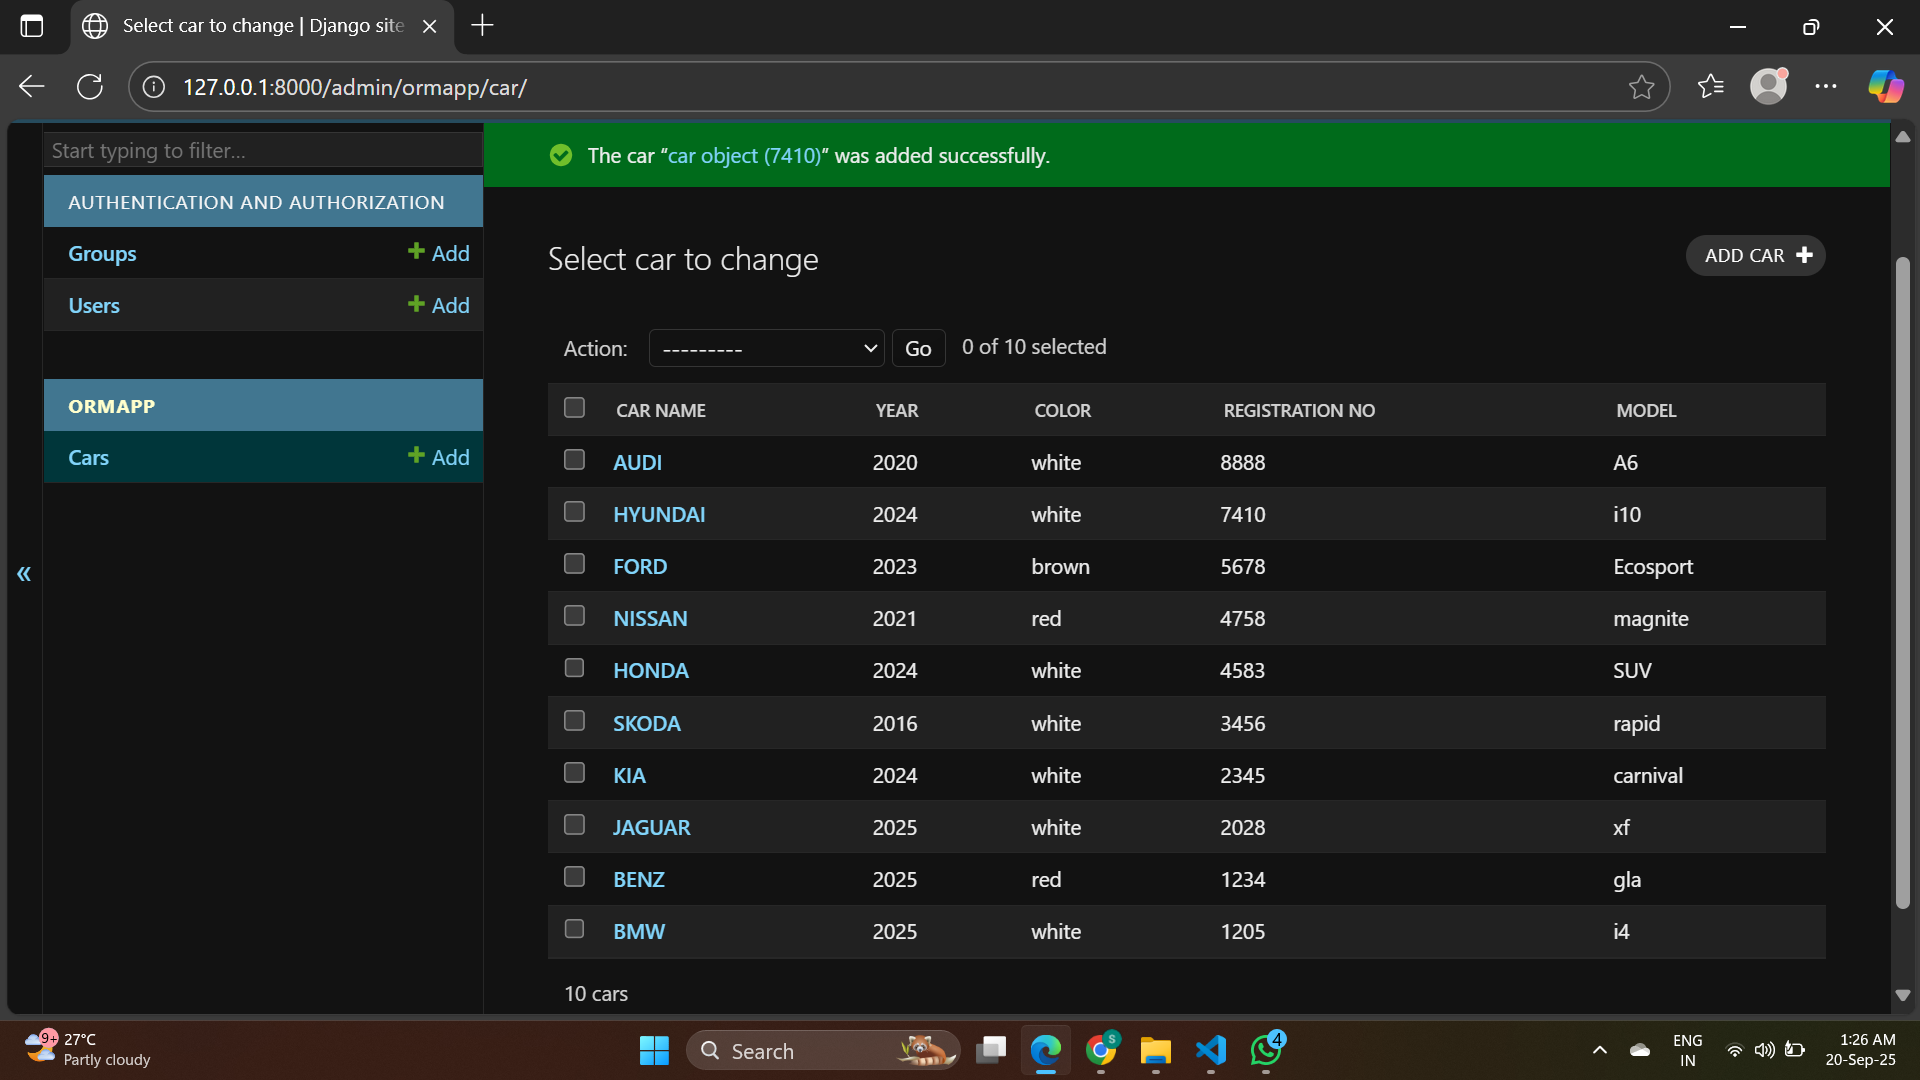 Select car to change | Django site
127.0.0.1:8000/admin/ormapp/car/
Start typing to filter...
AUTHENTICATION AND AUTHORIZATION
Groups + Add
Users + Add
ORMAPP
Cars + Add
«
The car “car object (7410)” was added successfully.
Select car to change
ADD CAR +
Action: --------- Go 0 of 10 selected
CAR NAME YEAR COLOR REGISTRATION NO MODEL
AUDI 2020 white 8888 A6
HYUNDAI 2024 white 7410 i10
FORD 2023 brown 5678 Ecosport
NISSAN 2021 red 4758 magnite
HONDA 2024 white 4583 SUV
SKODA 2016 white 3456 rapid
KIA 2024 white 2345 carnival
JAGUAR 2025 white 2028 xf
BENZ 2025 red 1234 gla
BMW 2025 white 1205 i4
10 cars
9+
27°C
Partly cloudy
Search
S
4
ENG
IN
1:26 AM
20-Sep-25